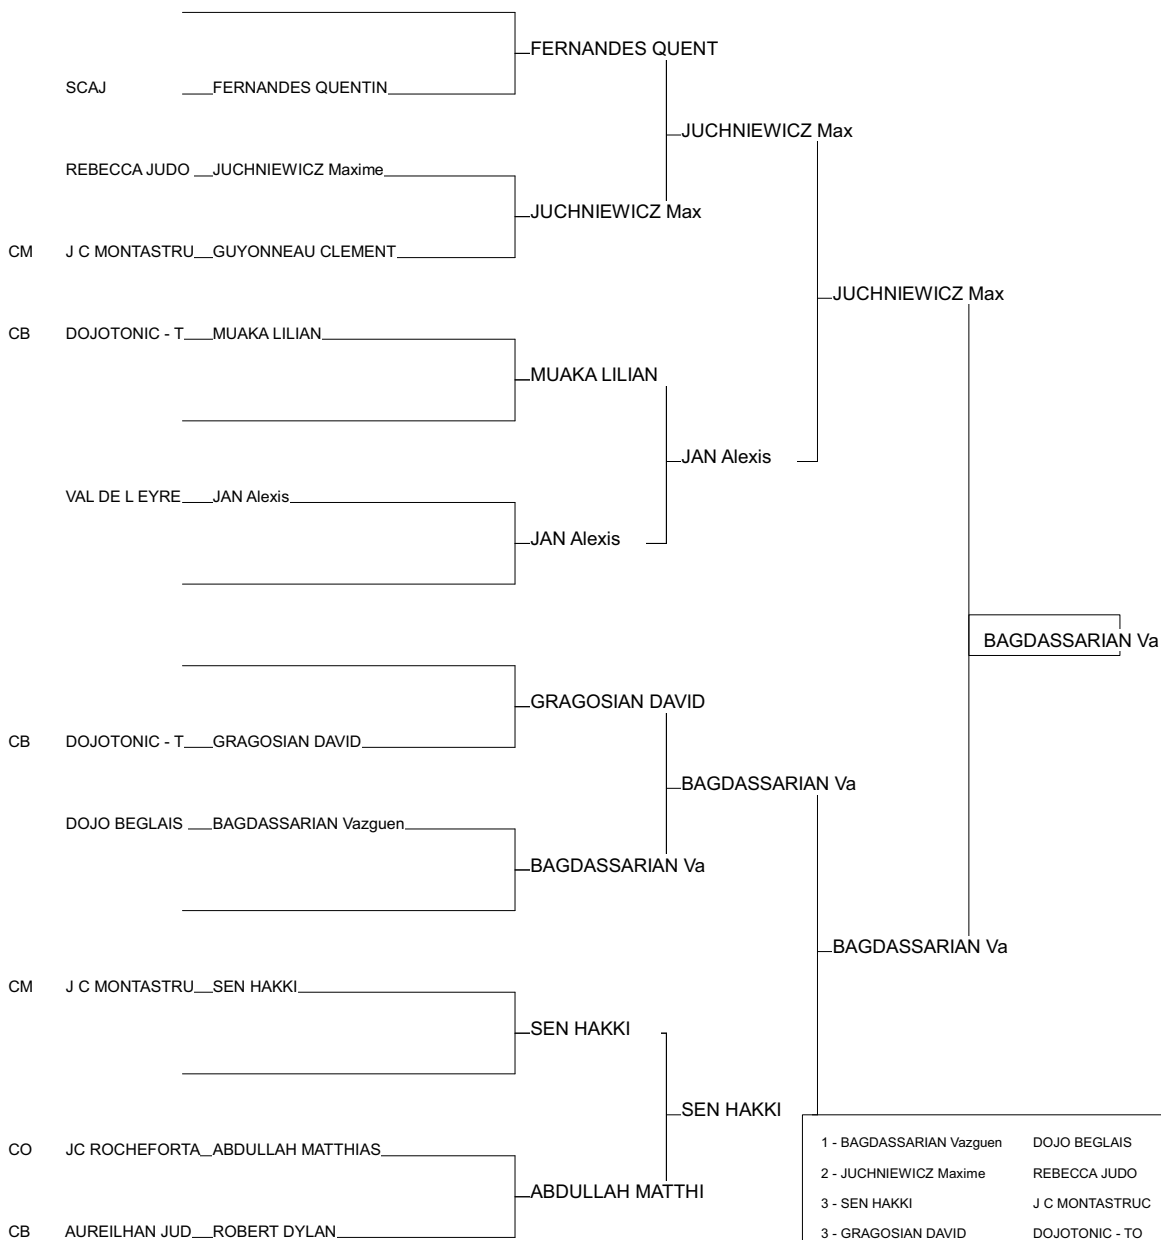 FERNANDES QUENT
SCAJ FERNANDES QUENTIN
JUCHNIEWICZ Max
REBECCA JUDO JUCHNIEWICZ Maxime
JUCHNIEWICZ Max
CM J C MONTASTRU GUYONNEAU CLEMENT
JUCHNIEWICZ Max
CB DOJOTONIC - T MUAKA LILIAN
MUAKA LILIAN
JAN Alexis
VAL DE L EYRE JAN Alexis
JAN Alexis
BAGDASSARIAN Va
GRAGOSIAN DAVID
CB DOJOTONIC - T GRAGOSIAN DAVID
BAGDASSARIAN Va
DOJO BEGLAIS BAGDASSARIAN Vazguen
BAGDASSARIAN Va
BAGDASSARIAN Va
CM J C MONTASTRU SEN HAKKI
SEN HAKKI
SEN HAKKI
CO JC ROCHEFORTA ABDULLAH MATTHIAS
ABDULLAH MATTHI
CB AUREILHAN JUD ROBERT DYLAN
1 - BAGDASSARIAN Vazguen DOJO BEGLAIS
2 - JUCHNIEWICZ Maxime REBECCA JUDO
3 - SEN HAKKI J C MONTASTRUC
3 - GRAGOSIAN DAVID DOJOTONIC - TO